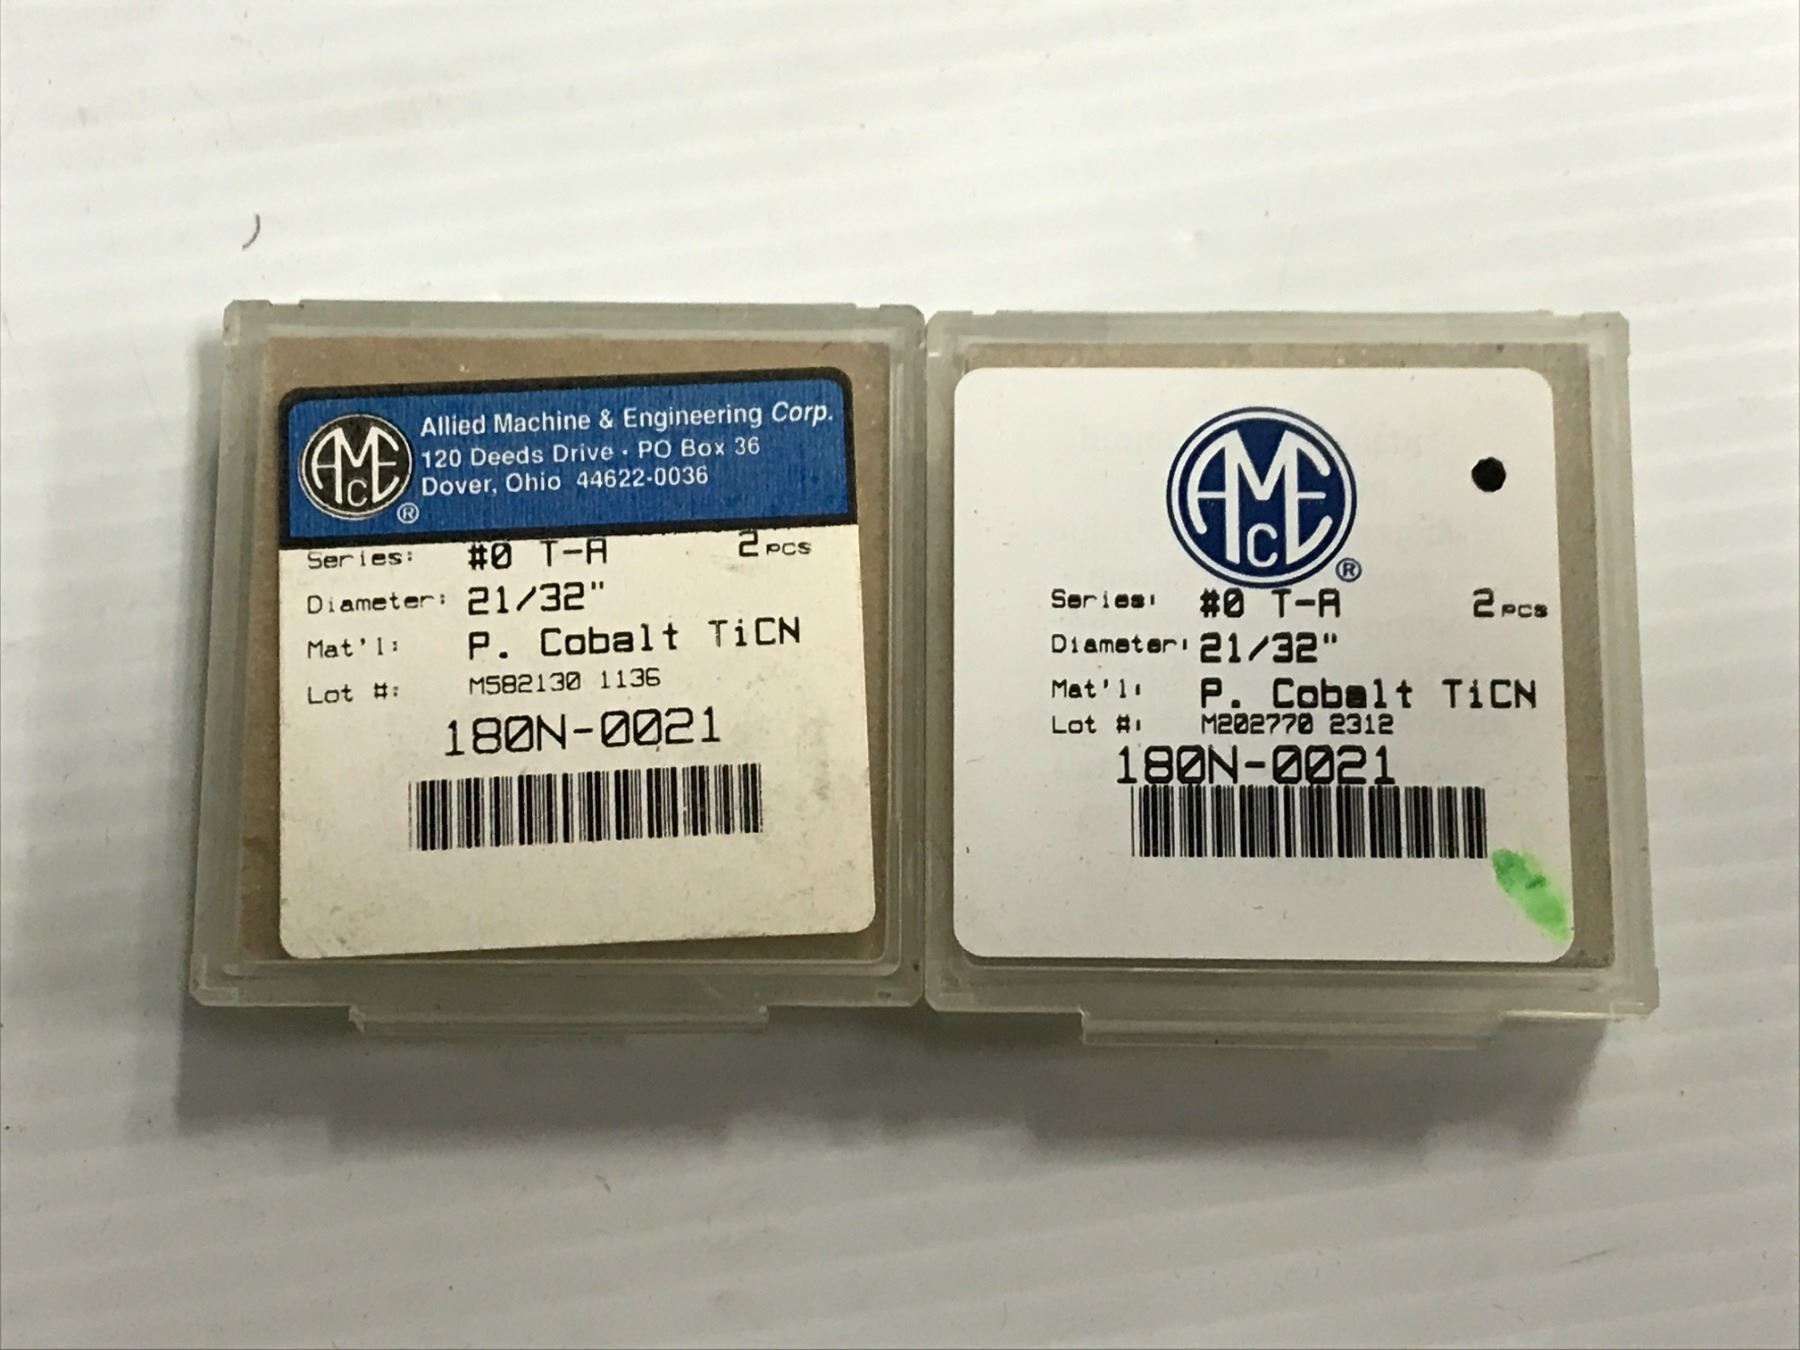 AMEC
®
Allied Machine & Engineering Corp.
120 Deeds Drive · PO Box 36
Dover, Ohio 44622-0036
Series: #0 T-A 2 pcs
Diameter: 21/32"
Mat'l: P. Cobalt TiCN
Lot #: M582130 1136
180N-0021
AMEC
®
Series: #0 T-A 2 pcs
Diameter: 21/32"
Mat'l: P. Cobalt TiCN
Lot #: M202770 2312
180N-0021